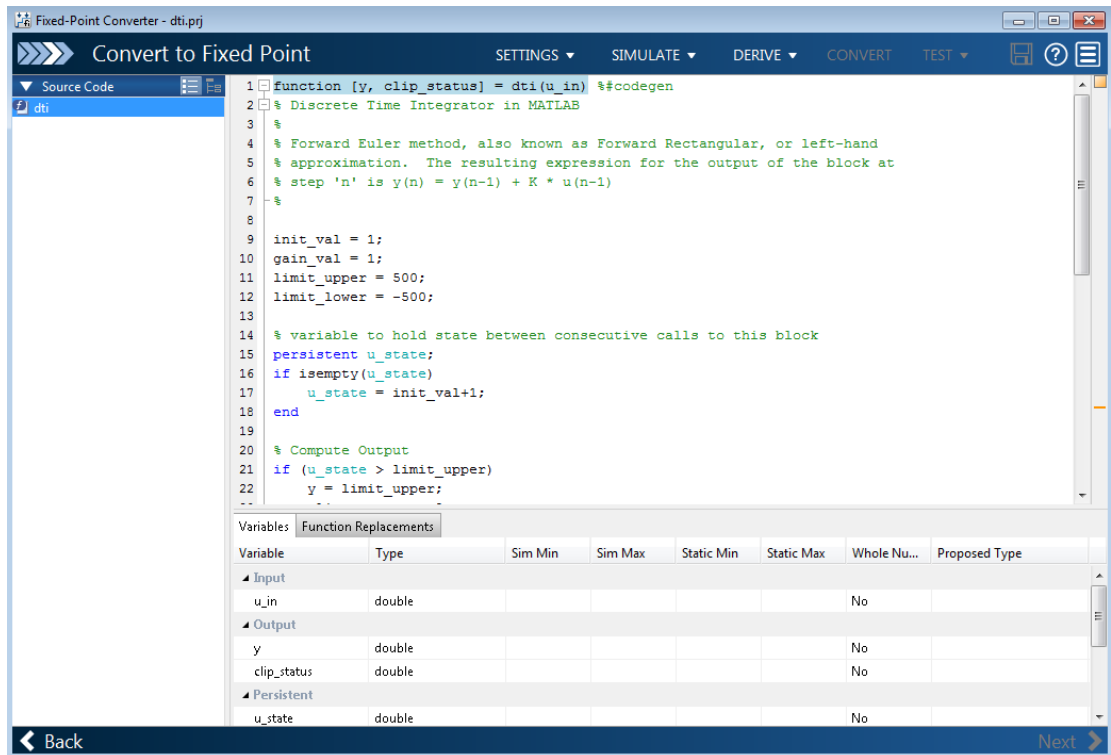 Fixed-Point Converter - dti.prj
Convert to Fixed Point SETTINGS ▾ SIMULATE ▾ DERIVE ▾ CONVERT TEST ▾
Source Code
dti
1 function [y, clip_status] = dti(u_in) %#codegen
2 % Discrete Time Integrator in MATLAB
3 %
4 % Forward Euler method, also known as Forward Rectangular, or left-hand
5 % approximation.  The resulting expression for the output of the block at
6 % step 'n' is y(n) = y(n-1) + K * u(n-1)
7 %
8
9 init_val = 1;
10 gain_val = 1;
11 limit_upper = 500;
12 limit_lower = -500;
13
14 % variable to hold state between consecutive calls to this block
15 persistent u_state;
16 if isempty(u_state)
17     u_state = init_val+1;
18 end
19
20 % Compute Output
21 if (u_state > limit_upper)
22     y = limit_upper;
Variables Function Replacements
Variable Type Sim Min Sim Max Static Min Static Max Whole Nu... Proposed Type
Input
u_in double No
Output
y double No
clip_status double No
Persistent
u_state double No
Back Next